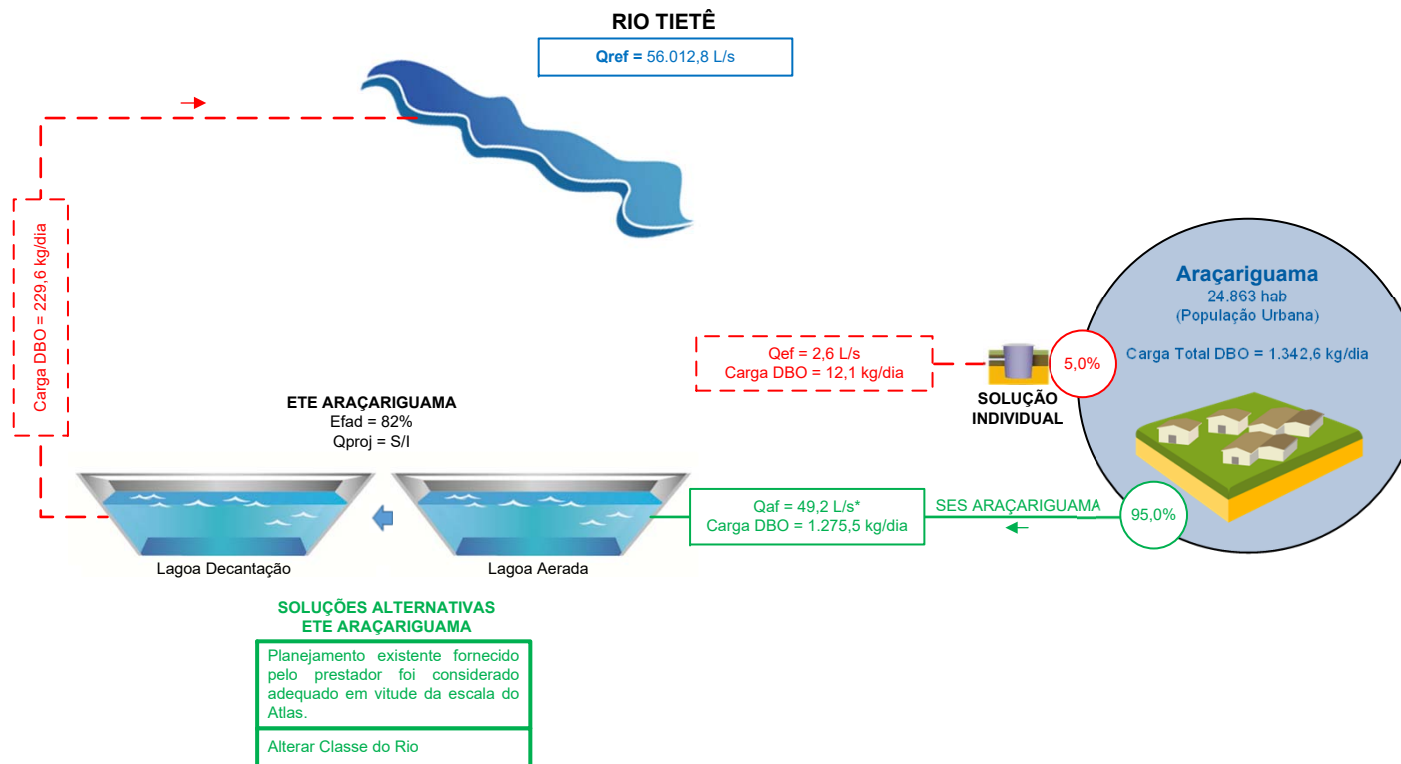 RIO TIETÊ
Qref = 56.012,8 L/s
Carga DBO = 229,6 kg/dia
Araçariguama
24.863 hab
(População Urbana)
Carga Total DBO = 1.342,6 kg/dia
Qef = 2,6 L/s
Carga DBO = 12,1 kg/dia
5,0%
SOLUÇÃO
INDIVIDUAL
ETE ARAÇARIGUAMA
Efad = 82%
Qproj = S/I
Qaf = 49,2 L/s*
Carga DBO = 1.275,5 kg/dia
SES ARAÇARIGUAMA
95,0%
Lagoa Decantação
Lagoa Aerada
SOLUÇÕES ALTERNATIVAS
ETE ARAÇARIGUAMA
Planejamento existente fornecido
pelo prestador foi considerado
adequado em vitude da escala do
Atlas.
Alterar Classe do Rio